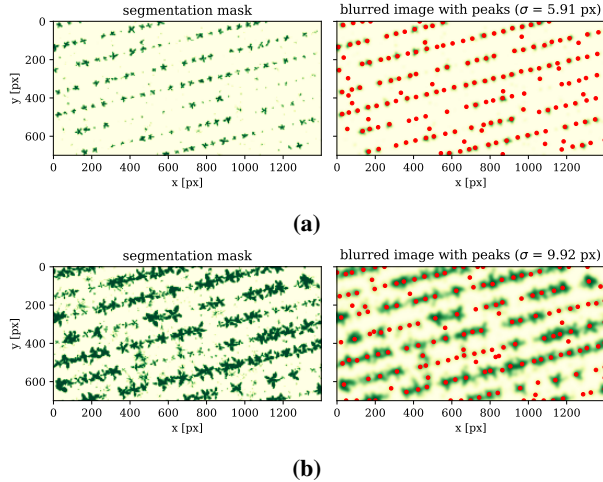 segmentation mask
blurred image with peaks (σ = 5.91 px)
0
200
400
600
y [px]
0 200 400 600 800 1000 1200
0 200 400 600 800 1000 1200
x [px]
x [px]
(a)
segmentation mask
blurred image with peaks (σ = 9.92 px)
0
200
400
600
y [px]
0 200 400 600 800 1000 1200
0 200 400 600 800 1000 1200
x [px]
x [px]
(b)